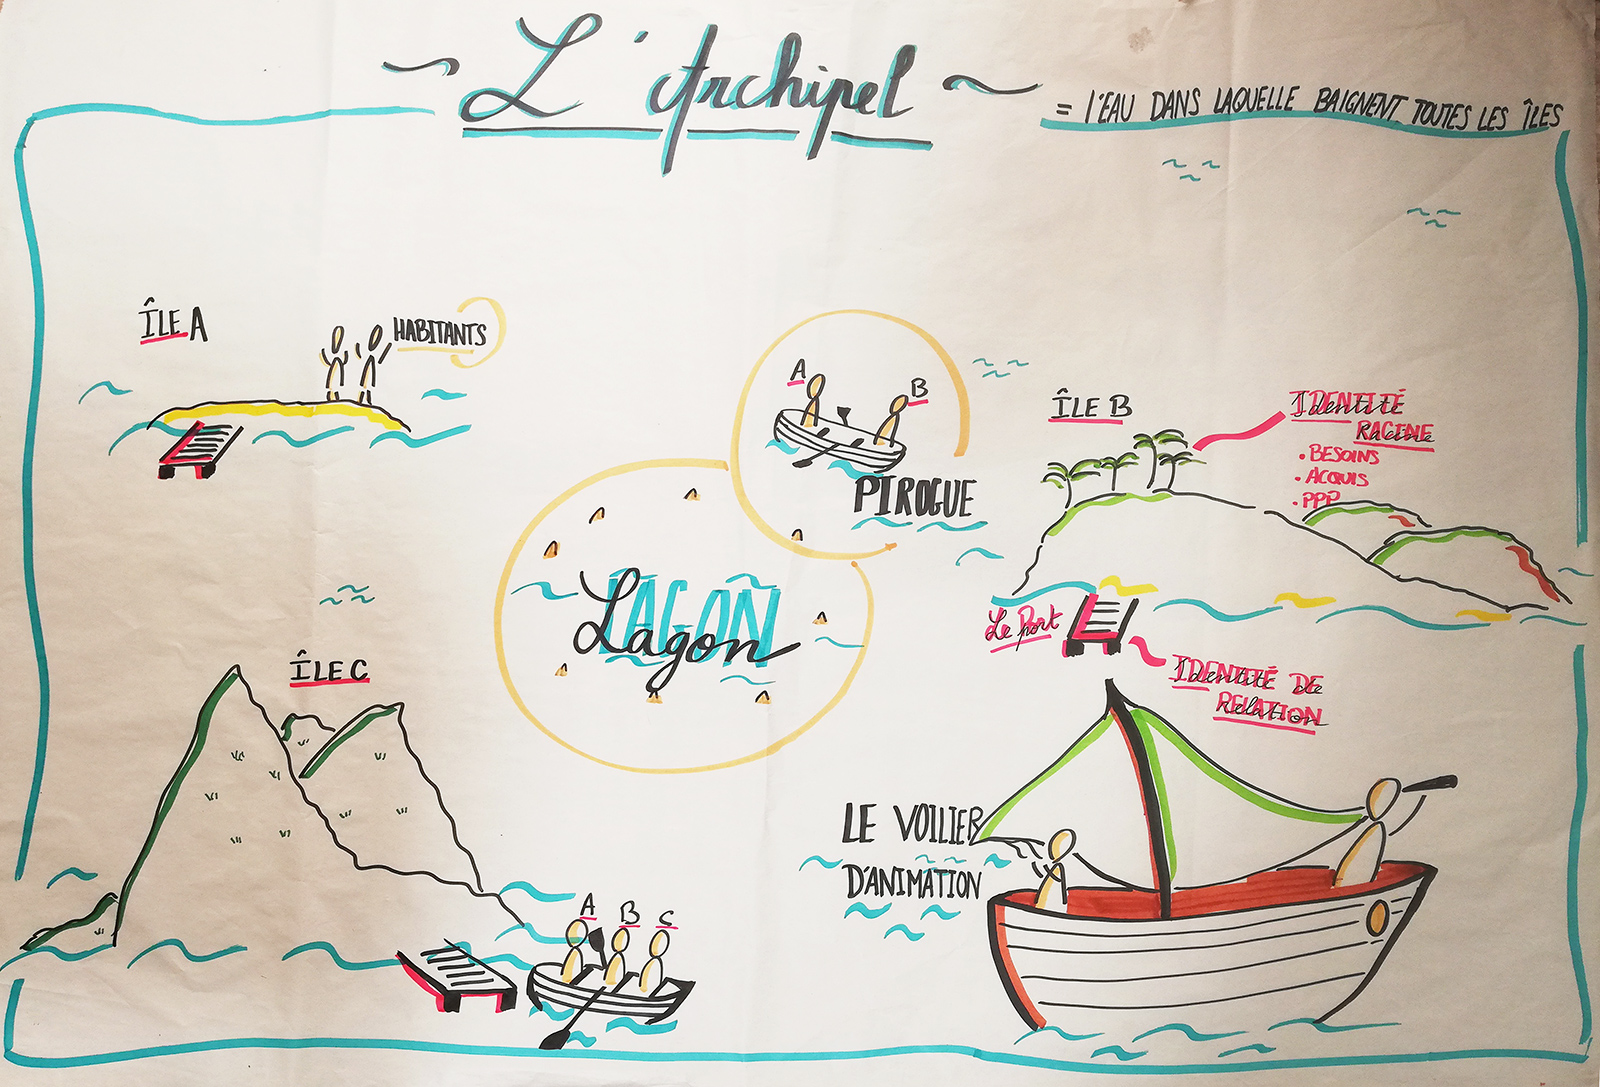 L'Archipel
= l'EAU DANS LAQUELLE BAIGNENT TOUTES LES ÎLES
ÎLE A
HABITANTS
A
B
PIROGUE
ÎLE B
IDENTITÉ
RACINE
• BESOINS
• ACQUIS
• PPP
LAGON
Lagon
Le Port
IDENTITÉ DE
RELATION
ÎLE C
LE VOILIER
D'ANIMATION
A B C